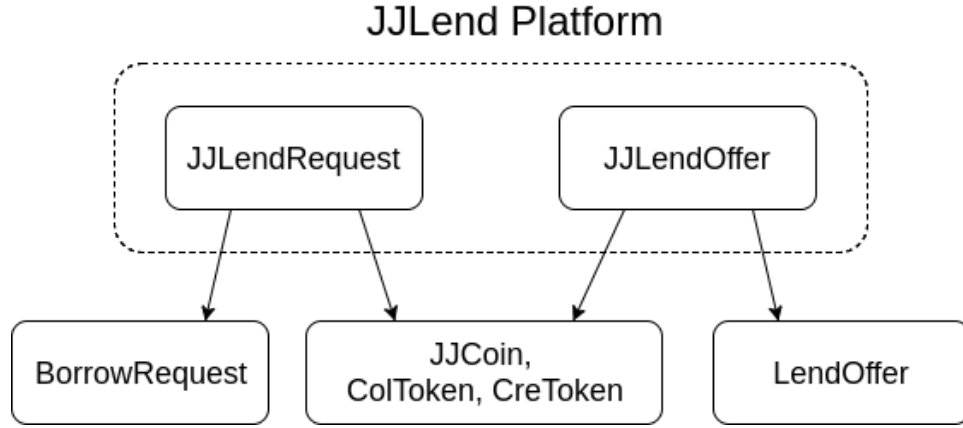 JJLend Platform
JJLendRequest
JJLendOffer
BorrowRequest
JJCoin,
ColToken, CreToken
LendOffer